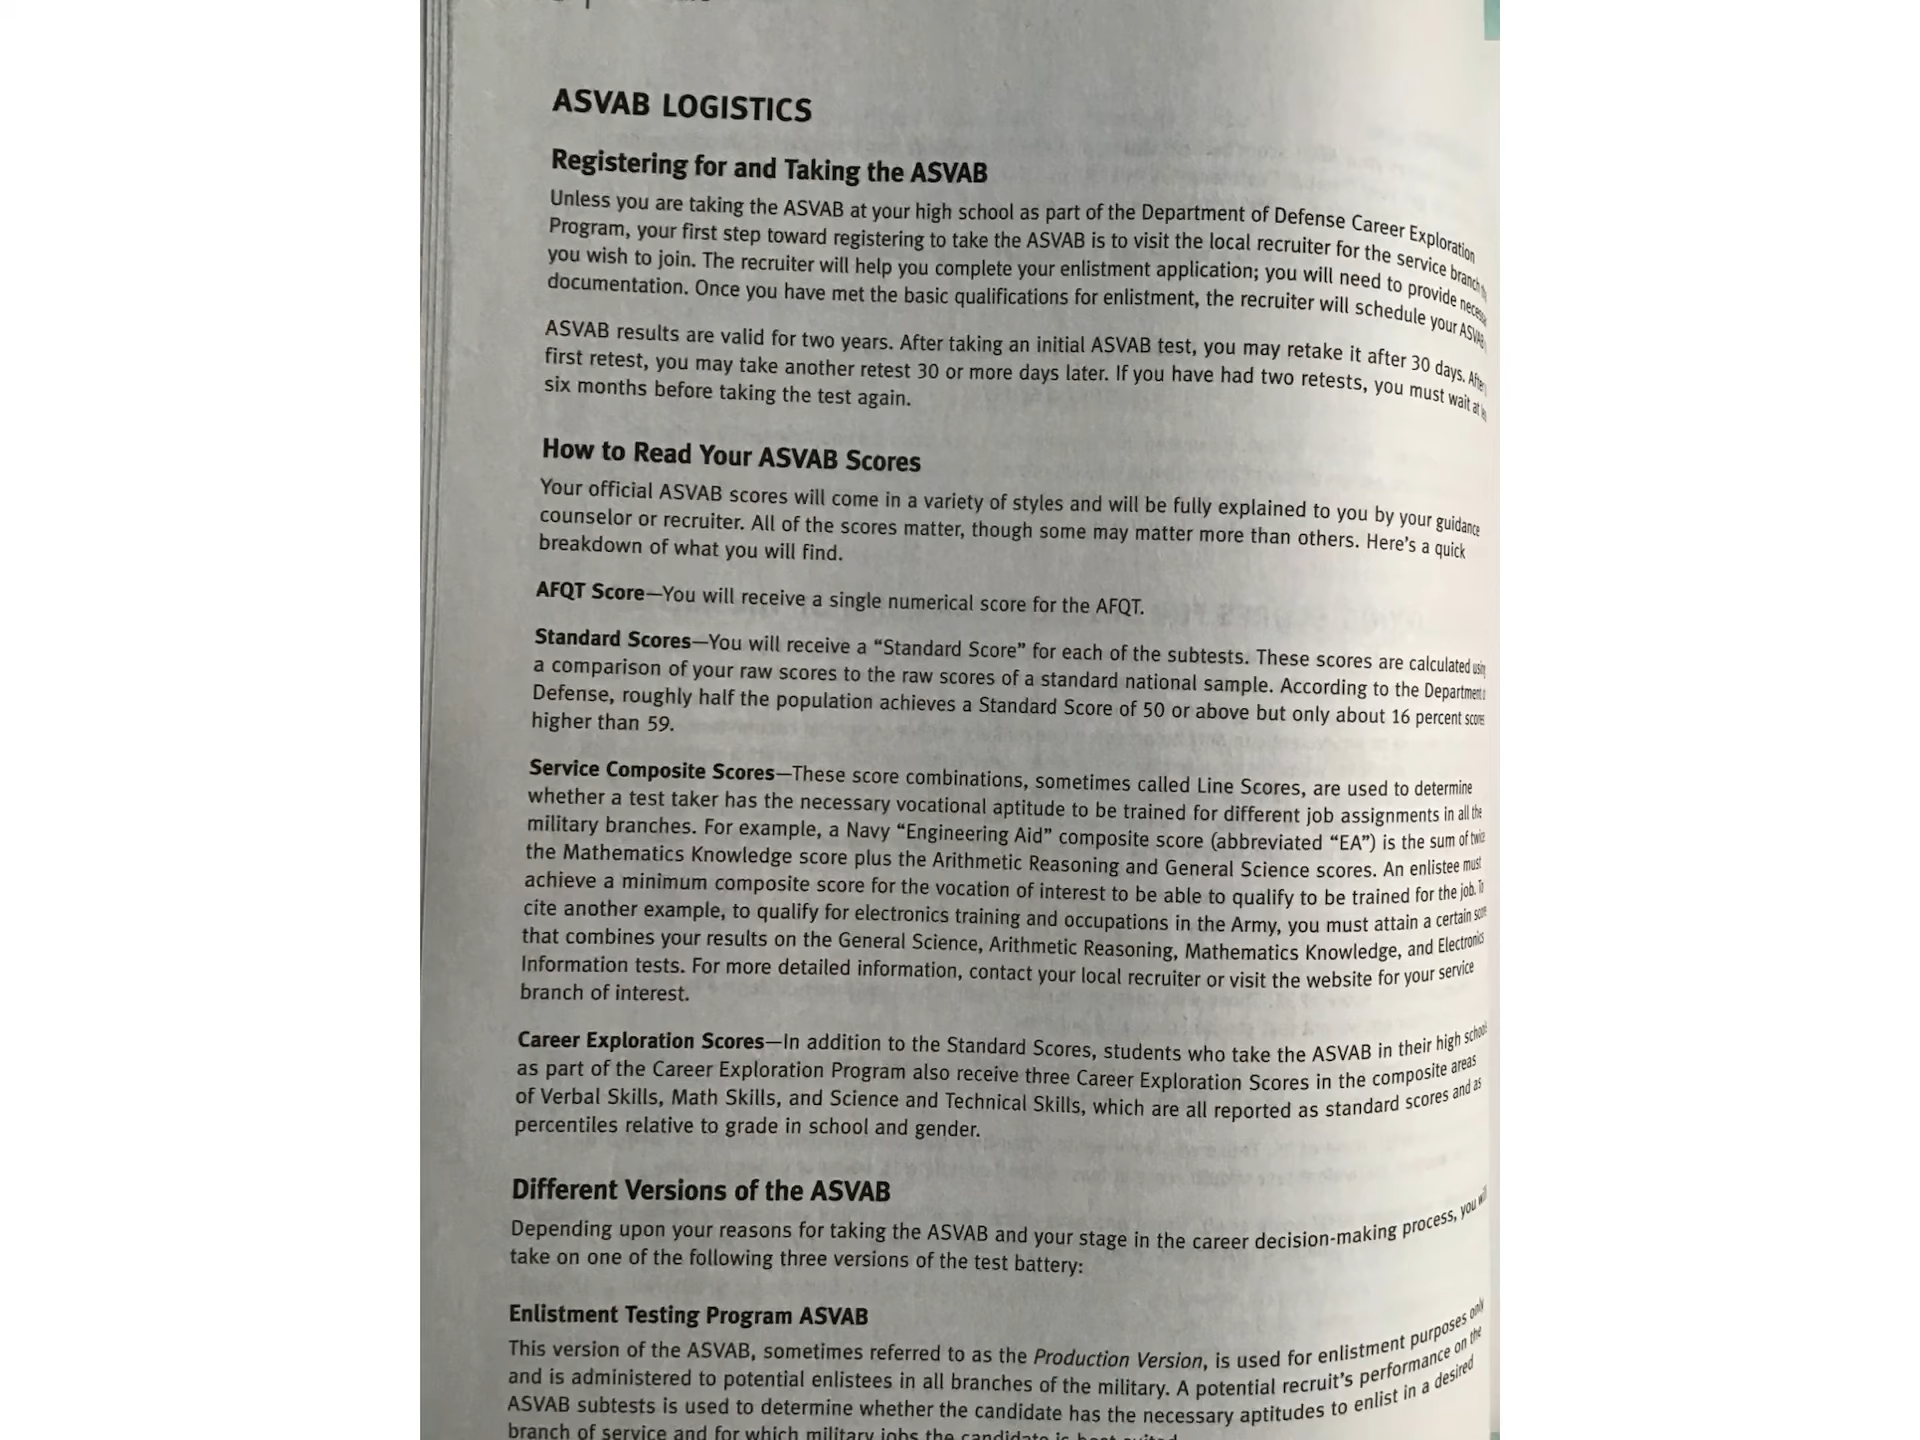 ASVAB LOGISTICS
Registering for and Taking the ASVAB
Unless you are taking the ASVAB at your high school as part of the Department of Defense Career Exploration
Program, your first step toward registering to take the ASVAB is to visit the local recruiter for the service branch
you wish to join. The recruiter will help you complete your enlistment application; you will need to provide
documentation. Once you have met the basic qualifications for enlistment, the recruiter will schedule your ASVAB
ASVAB results are valid for two years. After taking an initial ASVAB test, you may retake it after 30 days. After
first retest, you may take another retest 30 or more days later. If you have had two retests, you must wait at
six months before taking the test again.
How to Read Your ASVAB Scores
Your official ASVAB scores will come in a variety of styles and will be fully explained to you by your guidance
counselor or recruiter. All of the scores matter, though some may matter more than others. Here's a quick
breakdown of what you will find.
AFQT Score—You will receive a single numerical score for the AFQT.
Standard Scores—You will receive a "Standard Score" for each of the subtests. These scores are calculated using
a comparison of your raw scores to the raw scores of a standard national sample. According to the Department
Defense, roughly half the population achieves a Standard Score of 50 or above but only about 16 percent scores
higher than 59.
Service Composite Scores—These score combinations, sometimes called Line Scores, are used to determine
whether a test taker has the necessary vocational aptitude to be trained for different job assignments in all the
military branches. For example, a Navy "Engineering Aid" composite score (abbreviated "EA") is the sum of twice
the Mathematics Knowledge score plus the Arithmetic Reasoning and General Science scores. An enlistee must
achieve a minimum composite score for the vocation of interest to be able to qualify to be trained for the job. To
cite another example, to qualify for electronics training and occupations in the Army, you must attain a certain score
that combines your results on the General Science, Arithmetic Reasoning, Mathematics Knowledge, and Electronics
Information tests. For more detailed information, contact your local recruiter or visit the website for your service
branch of interest.
Career Exploration Scores—In addition to the Standard Scores, students who take the ASVAB in their high schools
as part of the Career Exploration Program also receive three Career Exploration Scores in the composite areas
of Verbal Skills, Math Skills, and Science and Technical Skills, which are all reported as standard scores and as
percentiles relative to grade in school and gender.
Different Versions of the ASVAB
Depending upon your reasons for taking the ASVAB and your stage in the career decision-making process, you will
take on one of the following three versions of the test battery:
Enlistment Testing Program ASVAB
This version of the ASVAB, sometimes referred to as the Production Version, is used for enlistment purposes only
and is administered to potential enlistees in all branches of the military. A potential recruit's performance on the
ASVAB subtests is used to determine whether the candidate has the necessary aptitudes to enlist in a desired
branch of service and for which military jobs the candidate is best suited.